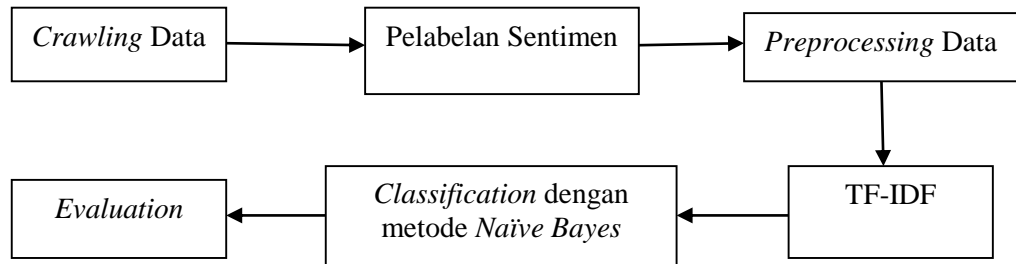 Crawling Data
Pelabelan Sentimen
Preprocessing Data
TF-IDF
Classification dengan
metode Naïve Bayes
Evaluation